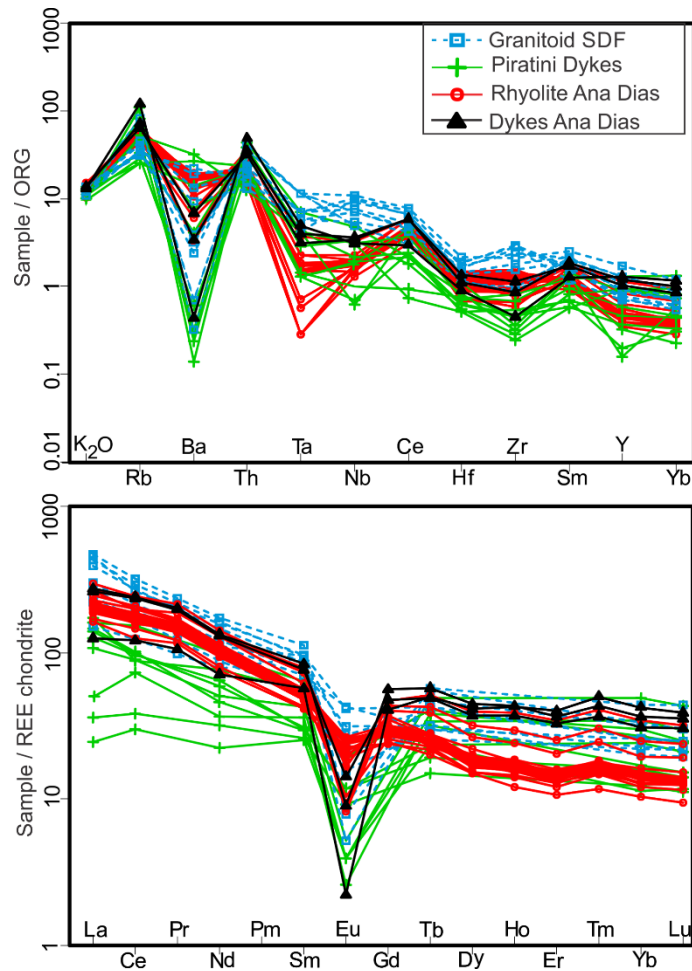 1000
100
10
1
0.1
0.01
Sample / ORG
Granitoid SDF
Piratini Dykes
Rhyolite Ana Dias
Dykes Ana Dias
K2O Ba Ta Ce Zr Y
Rb Th Nb Hf Sm Yb
1000
100
10
1
Sample / REE chondrite
La Pr Pm Eu Tb Ho Tm Lu
Ce Nd Sm Gd Dy Er Yb